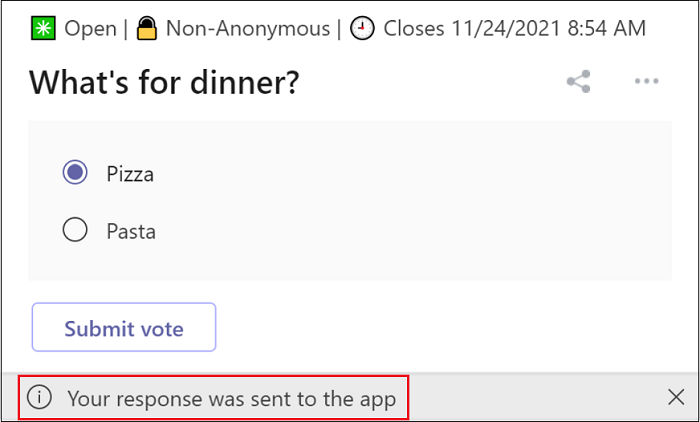 Open | Non-Anonymous | Closes 11/24/2021 8:54 AM
What's for dinner?
Pizza
Pasta
Submit vote
Your response was sent to the app